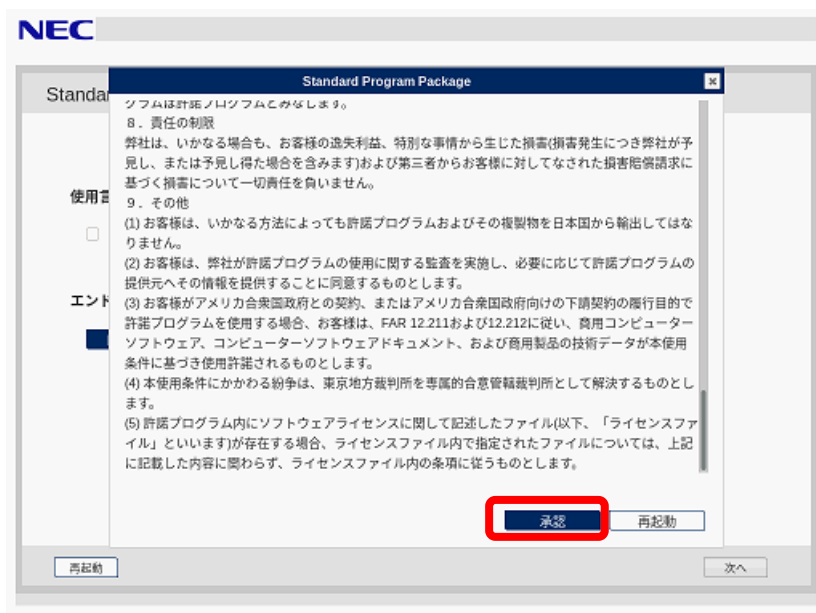 NEC
Standard Program Package
Standa
グラムは許諾プログラムとみなします。
8．責任の制限
弊社は、いかなる場合も、お客様の逸失利益、特別な事情から生じた損害(損害発生につき弊社が予
見し、または予見し得た場合を含みます)および第三者からお客様に対してなされた損害賠償請求に
基づく損害について一切責任を負いません。
9．その他
(1) お客様は、いかなる方法によっても許諾プログラムおよびその複製物を日本国から輸出してはな
りません。
(2) お客様は、弊社が許諾プログラムの使用に関する監査を実施し、必要に応じて許諾プログラムの
提供元へその情報を提供することに同意するものとします。
(3) お客様がアメリカ合衆国政府との契約、またはアメリカ合衆国政府向けの下請契約の履行目的で
許諾プログラムを使用する場合、お客様は、FAR 12.211および12.212に従い、商用コンピューター
ソフトウェア、コンピューターソフトウェアドキュメント、および商用製品の技術データが本使用
条件に基づき使用許諾されるものとします。
(4) 本使用条件にかかわる紛争は、東京地方裁判所を専属的合意管轄裁判所として解決するものとし
ます。
(5) 許諾プログラム内にソフトウェアライセンスに関して記述したファイル(以下、「ライセンスファ
イル」といいます)が存在する場合、ライセンスファイル内で指定されたファイルについては、上記
に記載した内容に関わらず、ライセンスファイル内の条項に従うものとします。
使用言
エンド
承認
再起動
再起動
次へ